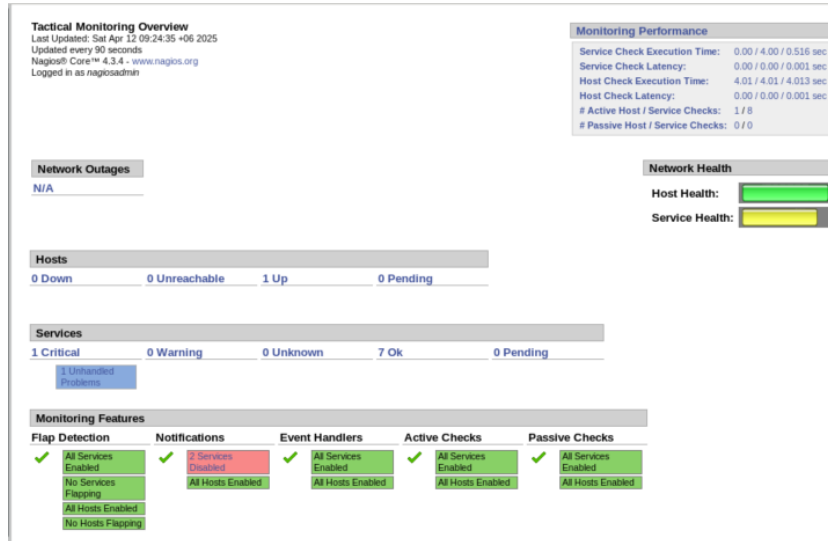 Tactical Monitoring Overview
Last Updated: Sat Apr 12 09:24:35 +06 2025
Updated every 90 seconds
Nagios® Core™ 4.3.4 - www.nagios.org
Logged in as nagiosadmin
Monitoring Performance
Service Check Execution Time: 0.00 / 4.00 / 0.516 sec
Service Check Latency: 0.00 / 0.00 / 0.001 sec
Host Check Execution Time: 4.01 / 4.01 / 4.013 sec
Host Check Latency: 0.00 / 0.00 / 0.001 sec
# Active Host / Service Checks: 1 / 8
# Passive Host / Service Checks: 0 / 0
Network Outages
N/A
Network Health
Host Health:
Service Health:
Hosts
0 Down 0 Unreachable 1 Up 0 Pending
Services
1 Critical 0 Warning 0 Unknown 7 Ok 0 Pending
1 Unhandled
Problems
Monitoring Features
Flap Detection Notifications Event Handlers Active Checks Passive Checks
All Services 2 Services All Services All Services All Services
Enabled Disabled Enabled Enabled Enabled
No Services All Hosts Enabled All Hosts Enabled All Hosts Enabled All Hosts Enabled
Flapping
All Hosts Enabled
No Hosts Flapping